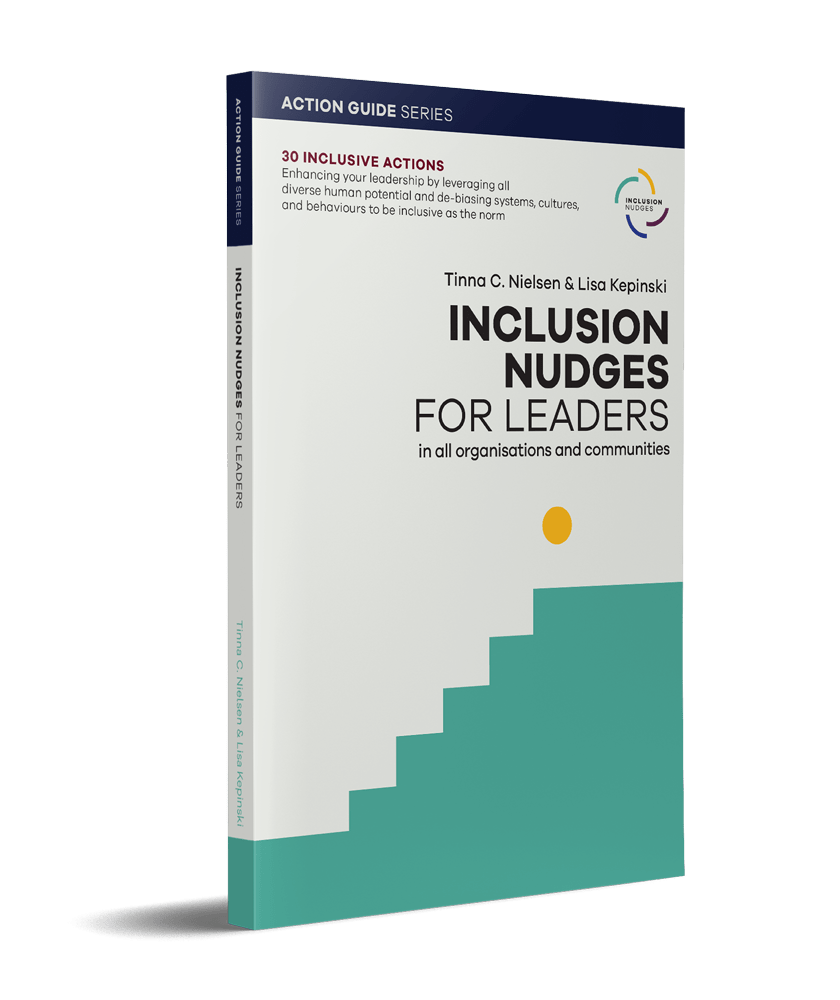 ACTION GUIDE SERIES
INCLUSION NUDGES FOR LEADERS
Tinna C. Nielsen & Lisa Kepinski
ACTION GUIDE SERIES
30 INCLUSIVE ACTIONS
Enhancing your leadership by leveraging all
diverse human potential and de-biasing systems, cultures,
and behaviours to be inclusive as the norm
INCLUSION
NUDGES
Tinna C. Nielsen & Lisa Kepinski
INCLUSION
NUDGES
FOR LEADERS
in all organisations and communities